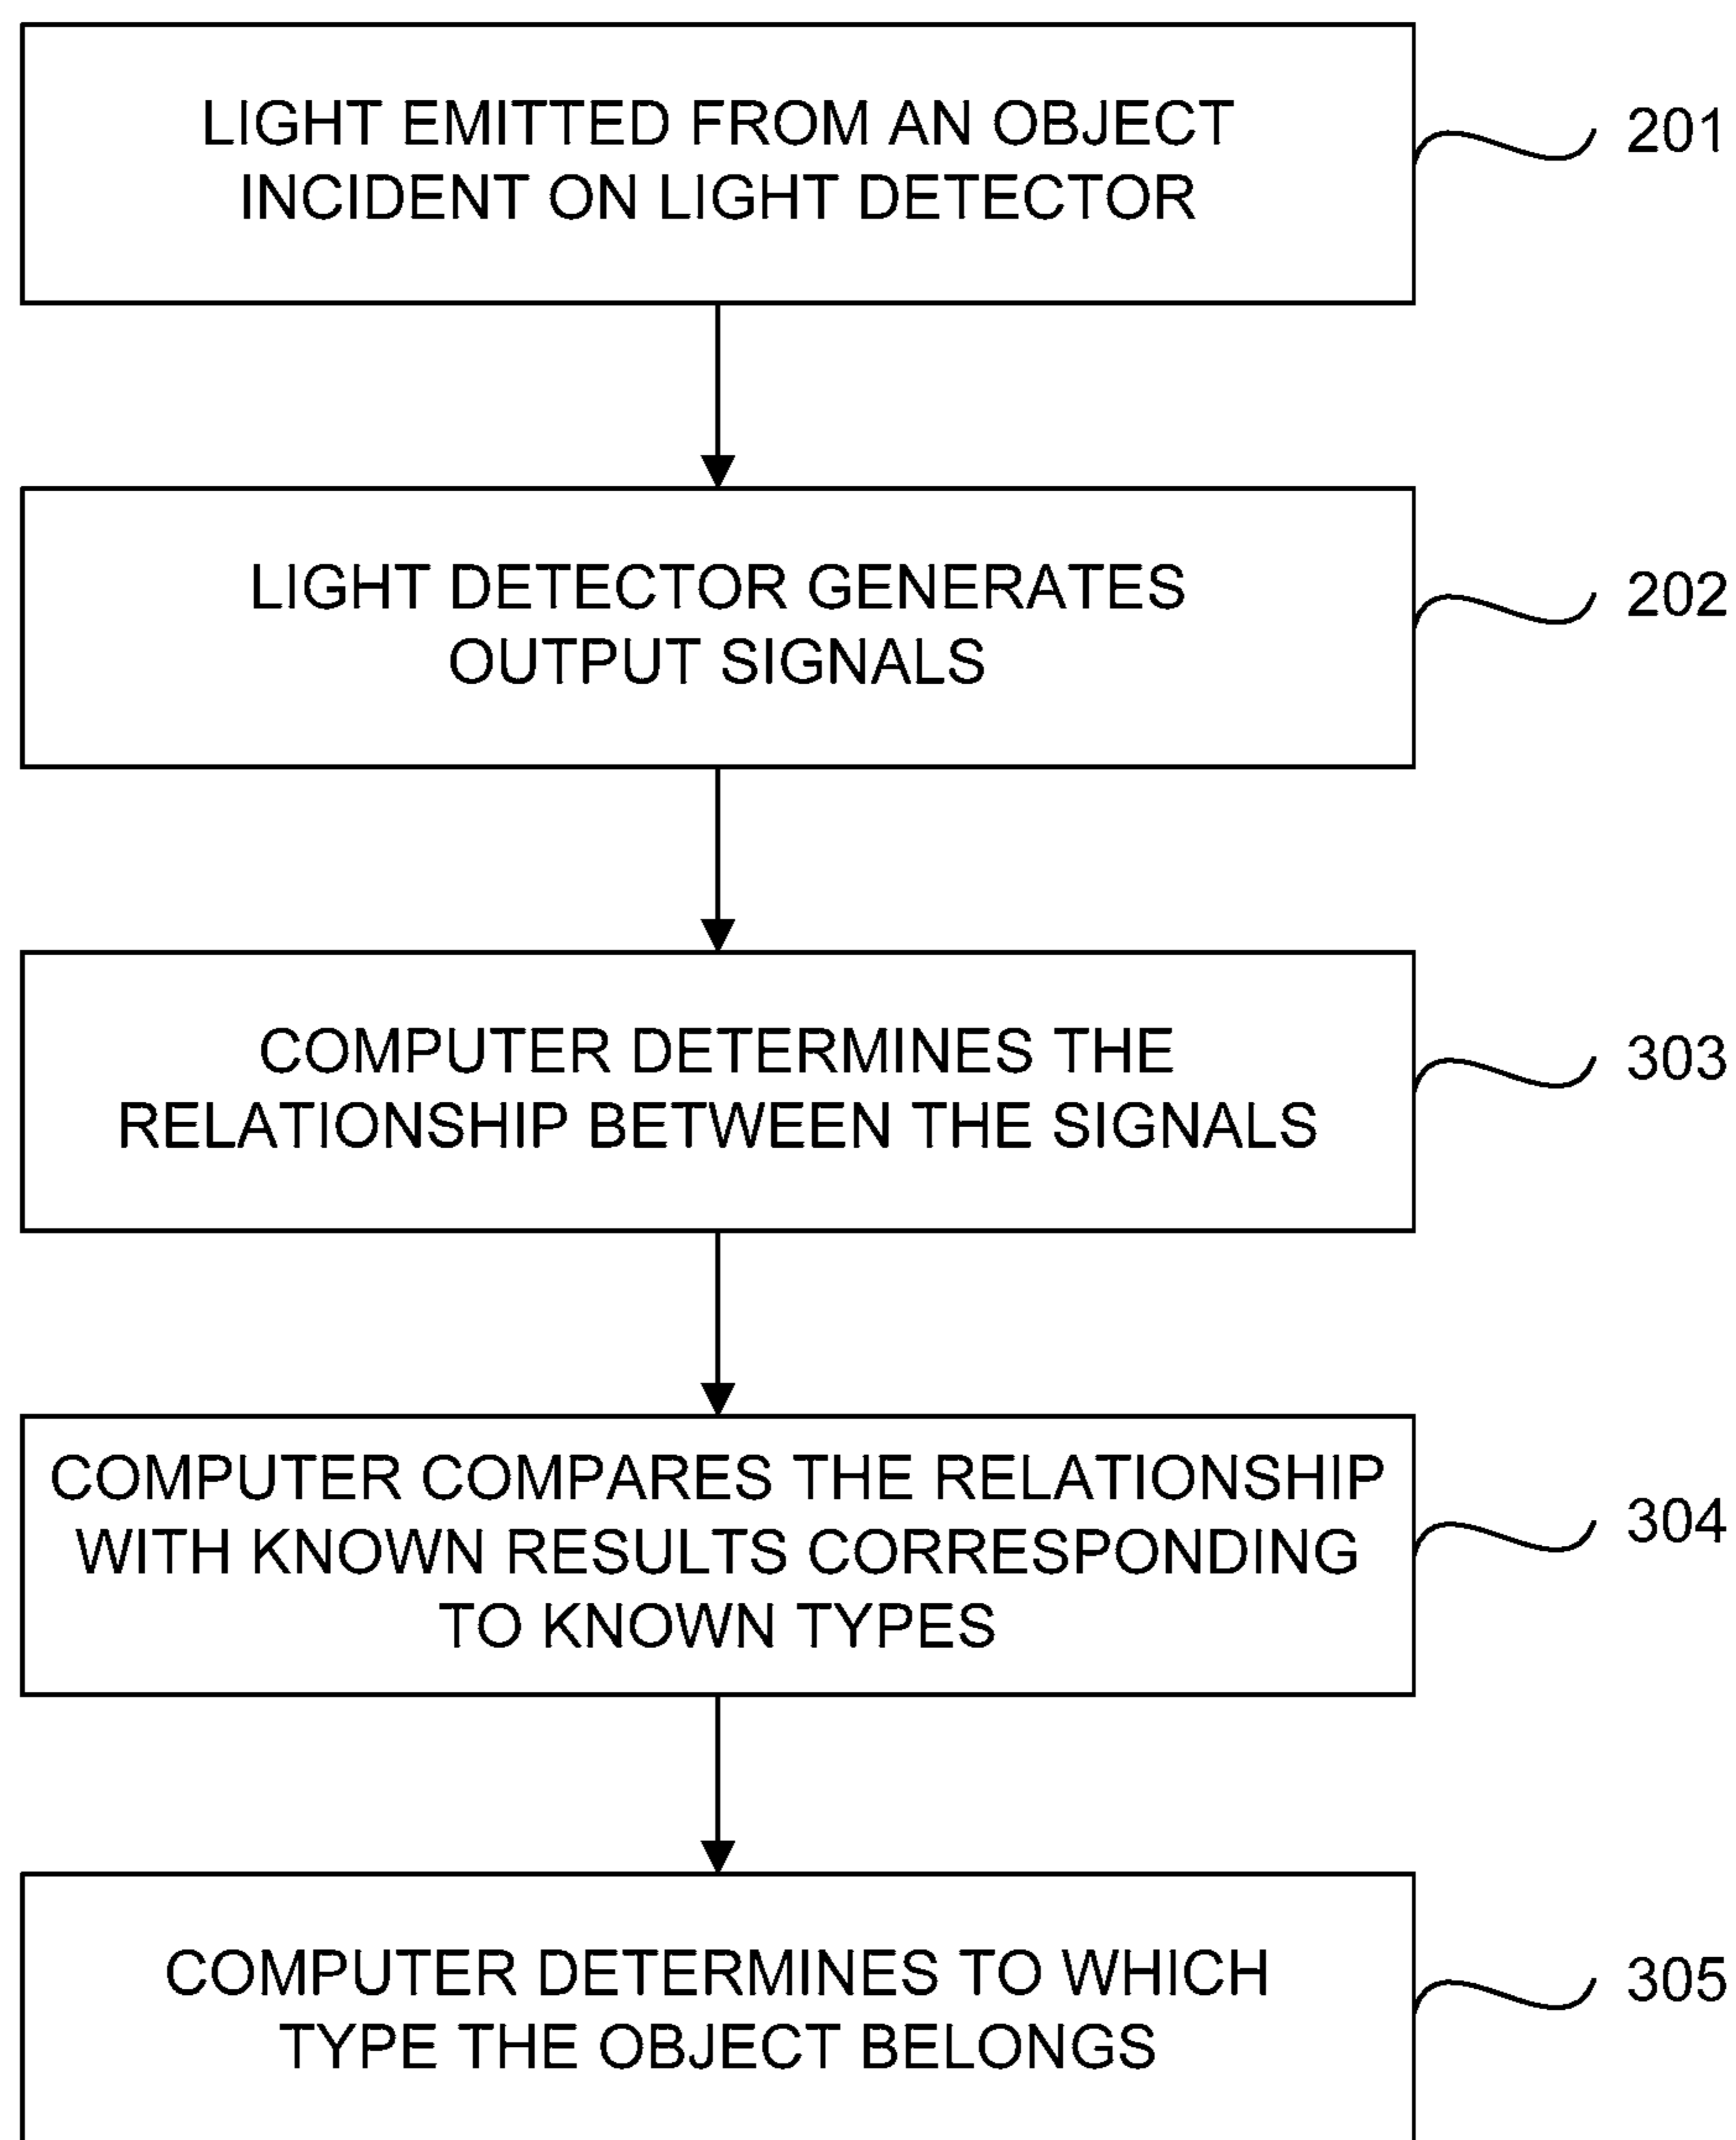 LIGHT EMITTED FROM AN OBJECT
INCIDENT ON LIGHT DETECTOR
201
LIGHT DETECTOR GENERATES
OUTPUT SIGNALS
202
COMPUTER DETERMINES THE
RELATIONSHIP BETWEEN THE SIGNALS
303
COMPUTER COMPARES THE RELATIONSHIP
WITH KNOWN RESULTS CORRESPONDING
TO KNOWN TYPES
304
COMPUTER DETERMINES TO WHICH
TYPE THE OBJECT BELONGS
305